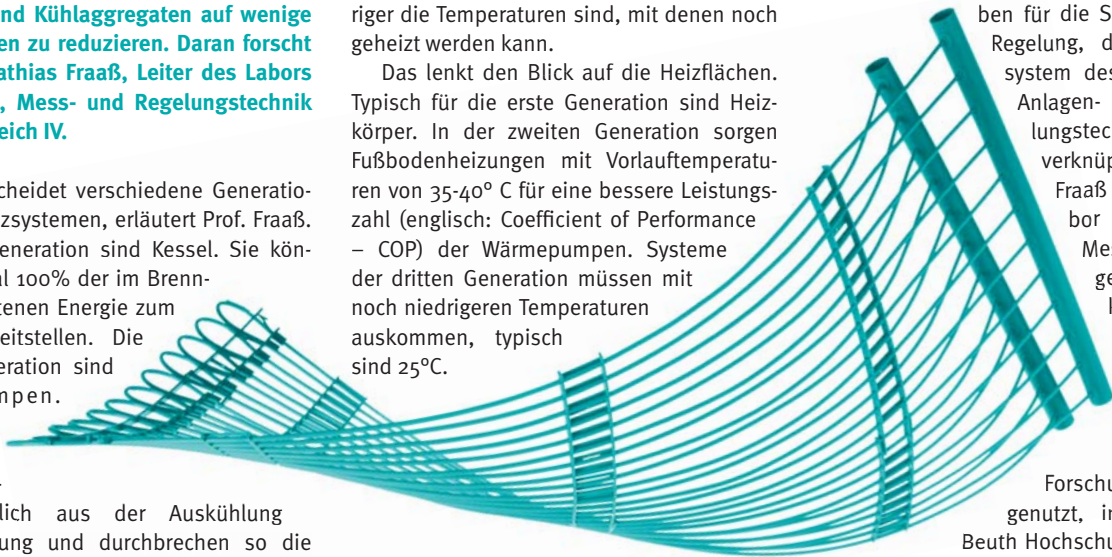 nd Kühlaggregaten auf wenige
en zu reduzieren. Daran forscht
athias Fraaß, Leiter des Labors
, Mess- und Regelungstechnik
eich IV.
cheidet verschiedene Generatio-
zsystemen, erläutert Prof. Fraaß.
eneration sind Kessel. Sie kön-
al 100% der im Brenn-
tenen Energie zum
eitstellen. Die
eration sind
mpen.
lich aus der Auskühlung
ung und durchbrechen so die
riger die Temperaturen sind, mit denen noch
geheizt werden kann.
Das lenkt den Blick auf die Heizflächen.
Typisch für die erste Generation sind Heiz-
körper. In der zweiten Generation sorgen
Fußbodenheizungen mit Vorlauftemperatu-
ren von 35-40° C für eine bessere Leistungs-
zahl (englisch: Coefficient of Performance
– COP) der Wärmepumpen. Systeme
der dritten Generation müssen mit
noch niedrigeren Temperaturen
auskommen, typisch
sind 25°C.
ben für die S
Regelung, d
system des
Anlagen-
lungstec
verknüp
Fraaß
bor
Mes
ge
k
Forschu
genutzt, in
Beuth Hochschu